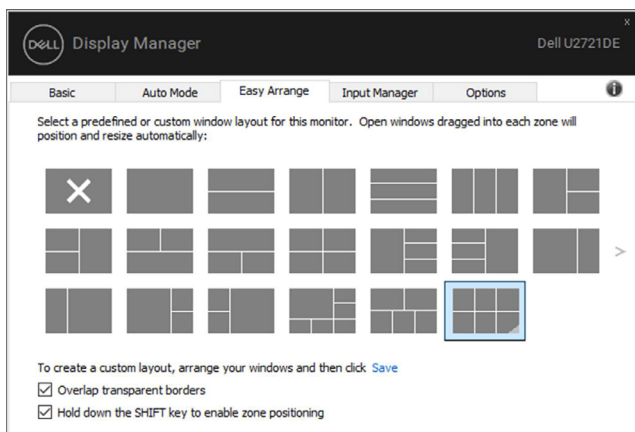 x
DELL Display Manager Dell U2721DE
Basic Auto Mode Easy Arrange Input Manager Options
Select a predefined or custom window layout for this monitor. Open windows dragged into each zone will
position and resize automatically:
To create a custom layout, arrange your windows and then click Save
Overlap transparent borders
Hold down the SHIFT key to enable zone positioning